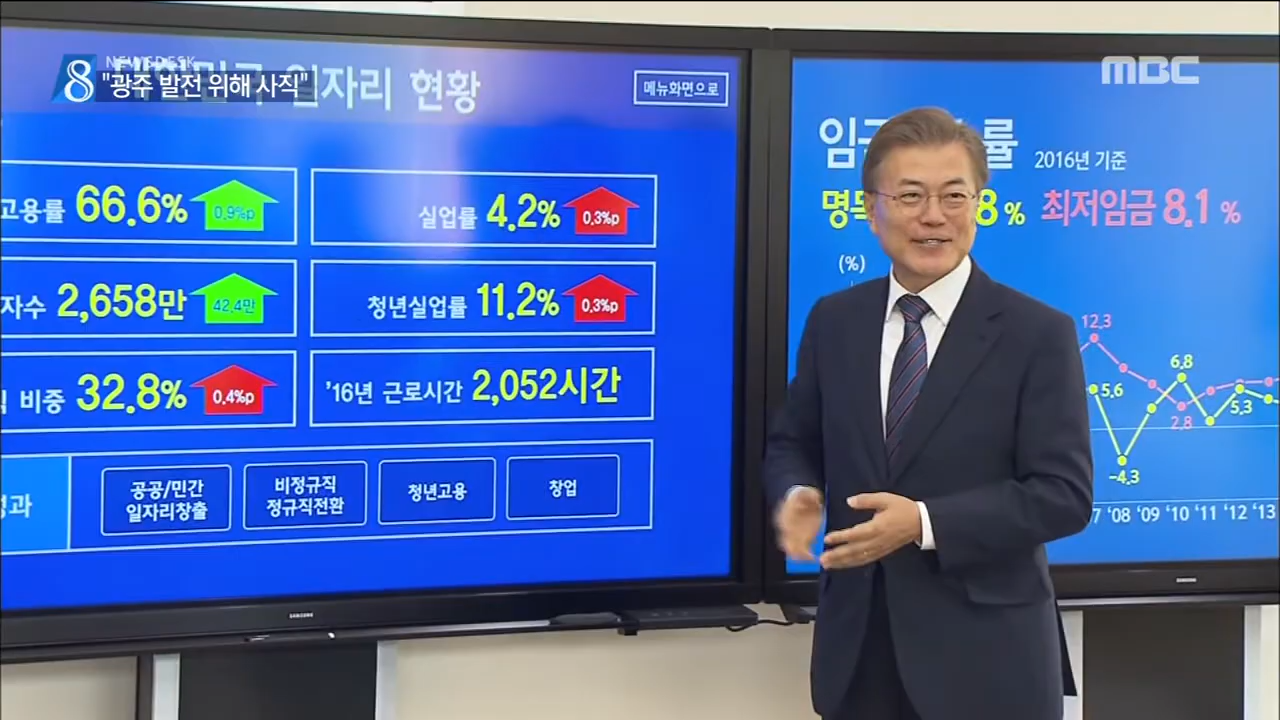 NEWSDESK
8 "광주 발전 위해 사직"
MBC
일자리 현황
메뉴화면으로
고용률 66.6% 0.9%p
실업률 4.2% 0.3%p
자수 2,658만 42.4만
청년실업률 11.2% 0.3%p
비중 32.8% 0.4%p
'16년 근로시간 2,052시간
공공/민간
일자리창출
비정규직
정규직전환
청년고용
창업
률 2016년 기준
8 % 최저임금 8.1 %
(%)
12.3
6.8
5.6
5.3
2.8
-4.3
'08 '09 '10 '11 '12 '13
SAMSUNG
SAMSUNG